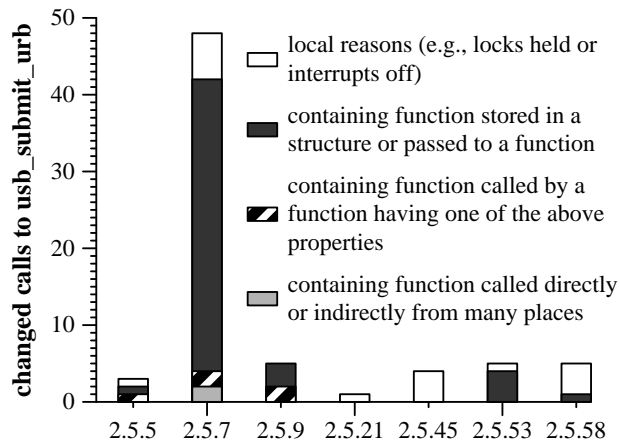 changed calls to usb_submit_urb
50
40
30
20
10
0
local reasons (e.g., locks held or
interrupts off)
containing function stored in a
structure or passed to a function
containing function called by a
function having one of the above
properties
containing function called directly
or indirectly from many places
2.5.5 2.5.7 2.5.9 2.5.21 2.5.45 2.5.53 2.5.58